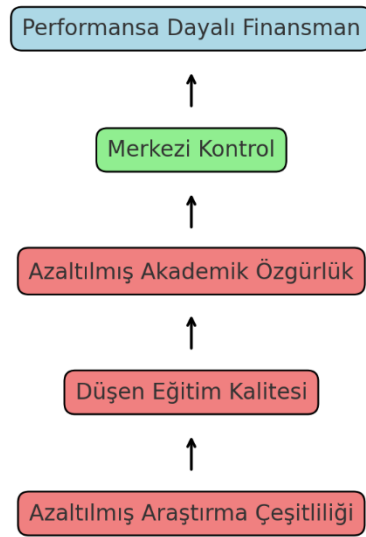 Performansa Dayalı Finansman
Merkezi Kontrol
Azaltılmış Akademik Özgürlük
Düşen Eğitim Kalitesi
Azaltılmış Araştırma Çeşitliliği